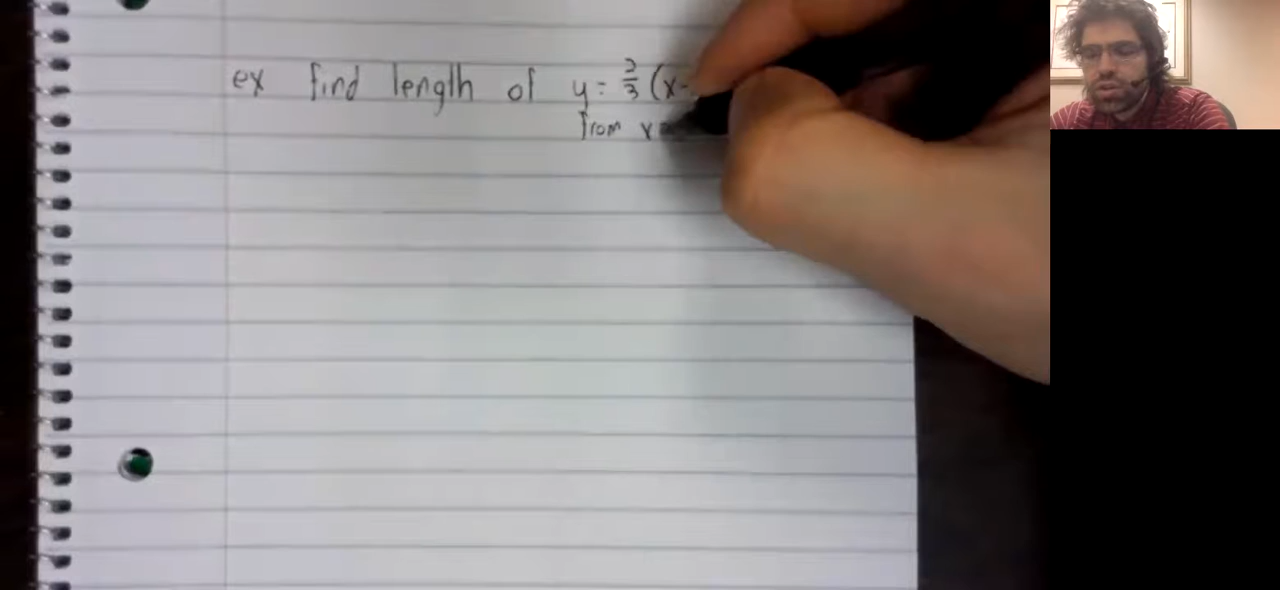 ex find length of y = 2/3 (x-
from x =